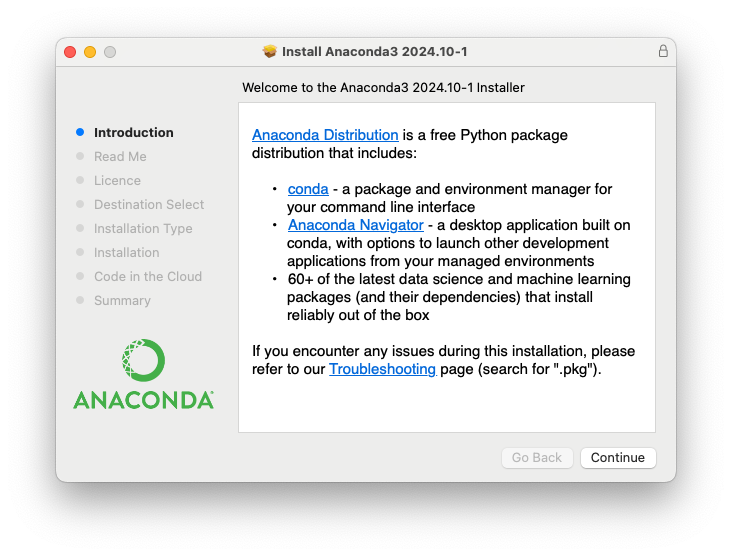 Install Anaconda3 2024.10-1
Welcome to the Anaconda3 2024.10-1 Installer
Introduction
Read Me
Licence
Destination Select
Installation Type
Installation
Code in the Cloud
Summary
ANACONDA
Anaconda Distribution is a free Python package
distribution that includes:
• conda - a package and environment manager for
your command line interface
• Anaconda Navigator - a desktop application built on
conda, with options to launch other development
applications from your managed environments
• 60+ of the latest data science and machine learning
packages (and their dependencies) that install
reliably out of the box
If you encounter any issues during this installation, please
refer to our Troubleshooting page (search for ".pkg").
Go Back
Continue